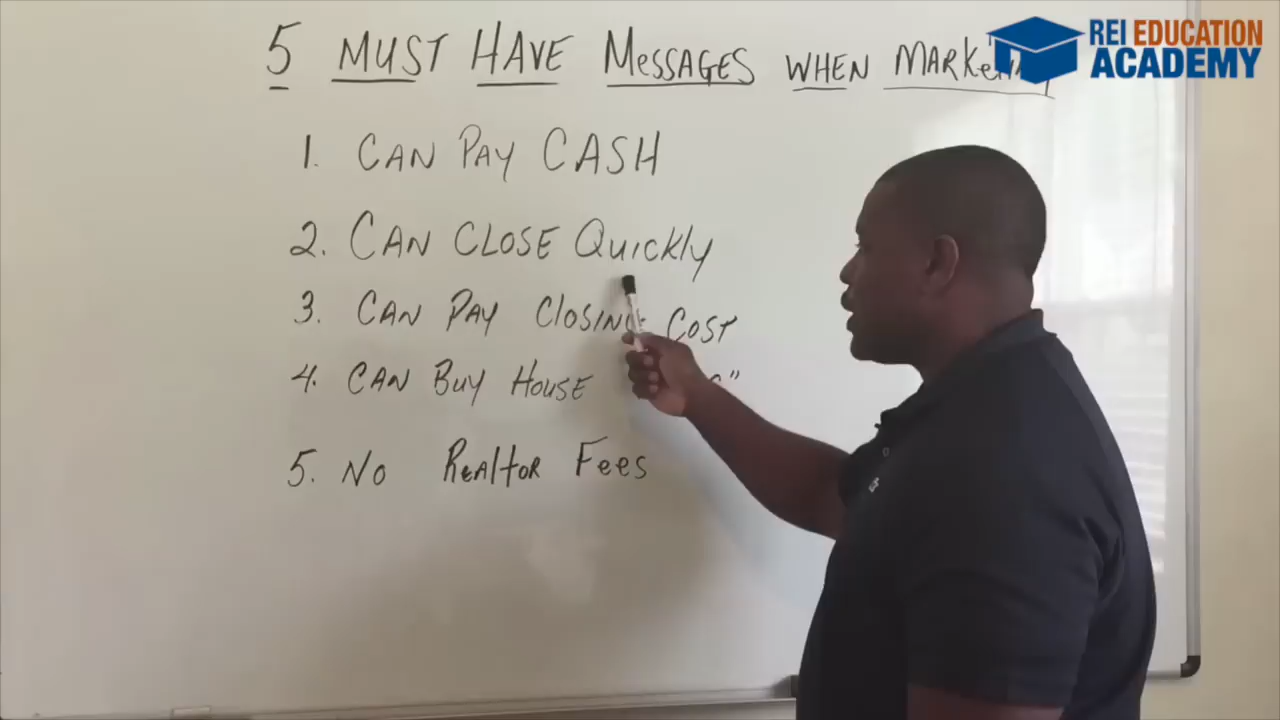 REI EDUCATION
ACADEMY
5 MUST HAVE MESSAGES WHEN
1. CAN PAY CASH
2. CAN CLOSE Quickly
3. CAN PAY CLOSING COST
4. CAN BUY HOUSE
5. NO REALTOR FEES